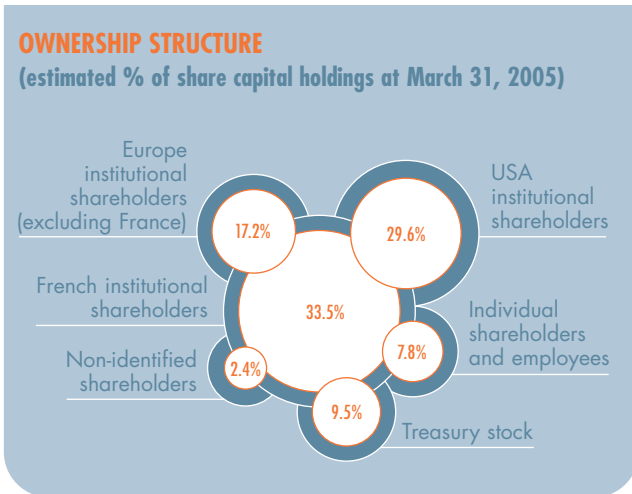 OWNERSHIP STRUCTURE
(estimated % of share capital holdings at March 31, 2005)
Europe
institutional
shareholders
(excluding France)
17.2%
USA
institutional
shareholders
29.6%
French institutional
shareholders
33.5%
Individual
shareholders
and employees
7.8%
Non-identified
shareholders
2.4%
9.5%
Treasury stock